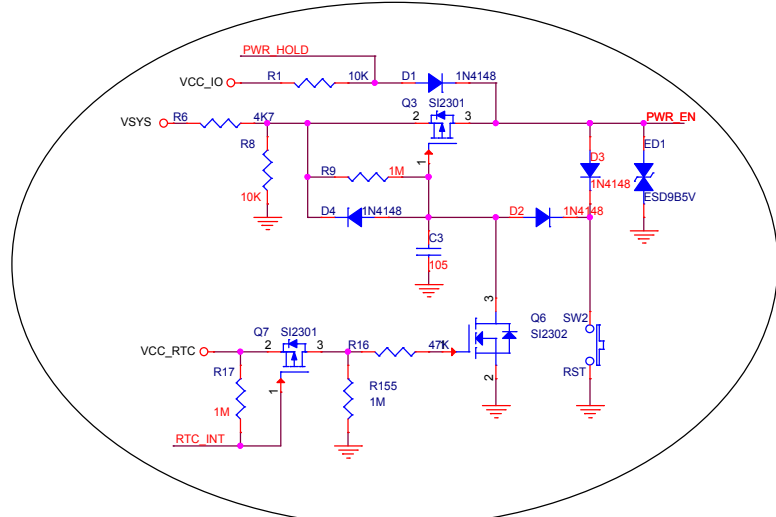 PWR_HOLD
VCC_IO R1 10K D1 1N4148
Q3 SI2301
VSYS R6 4K7 2 3 PWR_EN
R8 ED1
1 D3
R9 1M
10K 1N4148
ESD9B5V
D4 1N4148 D2 1N4148
C3
105
3
Q7 SI2301 Q6 SW2
R16 47K 1 SI2302
VCC_RTC 2 3
R17 2 RST
1 R155
1M 1M
RTC_INT